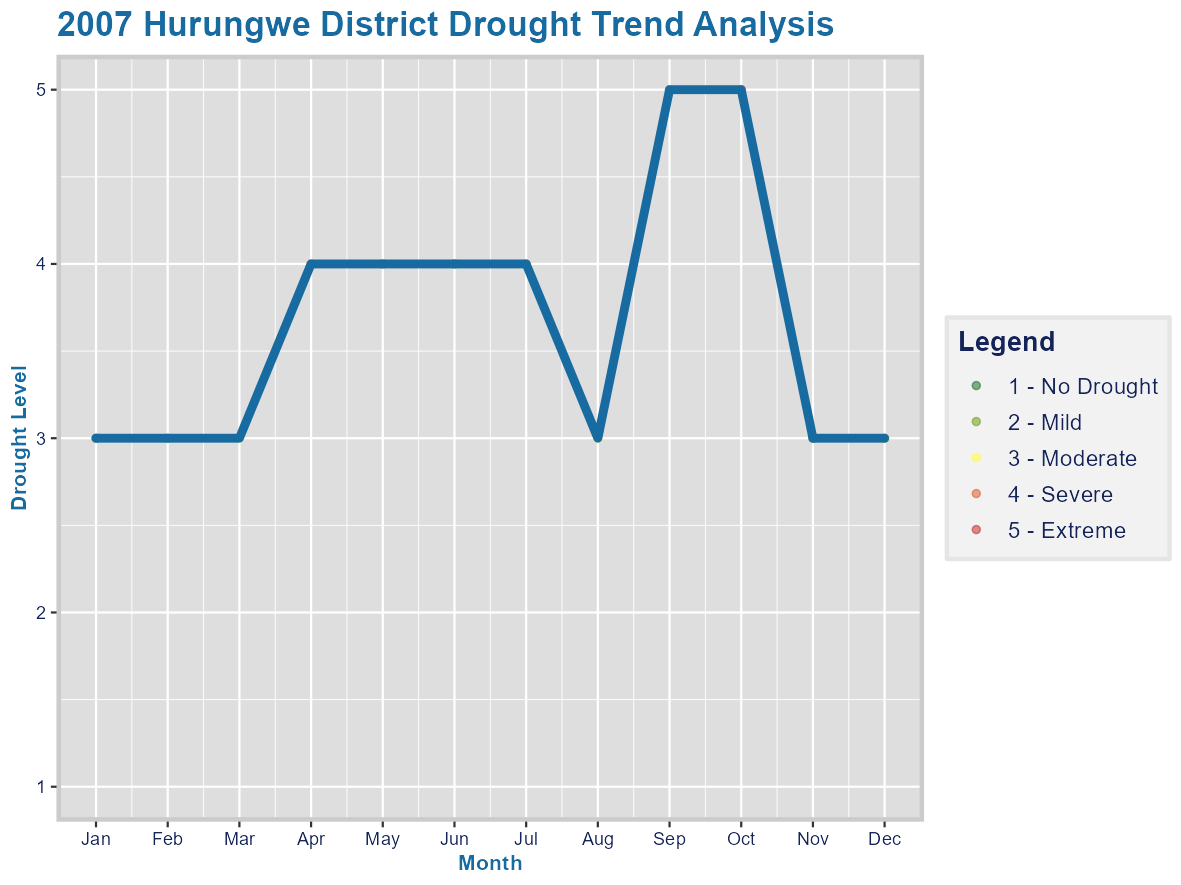 2007 Hurungwe District Drought Trend Analysis
Drought Level
5
4
3
2
1
Jan Feb Mar Apr May Jun Jul Aug Sep Oct Nov Dec
Month
Legend
1 - No Drought
2 - Mild
3 - Moderate
4 - Severe
5 - Extreme